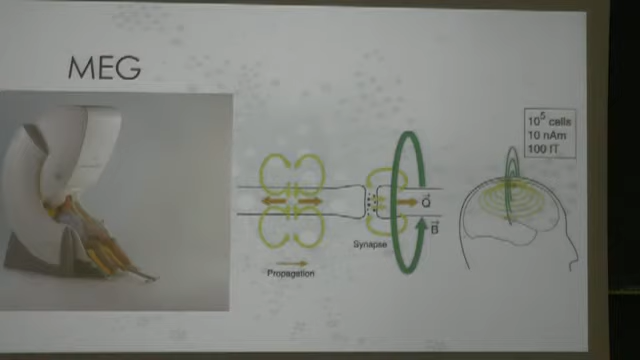 MEG
10⁵ cells
10 nAm
100 fT
Q
B
Synapse
Propagation